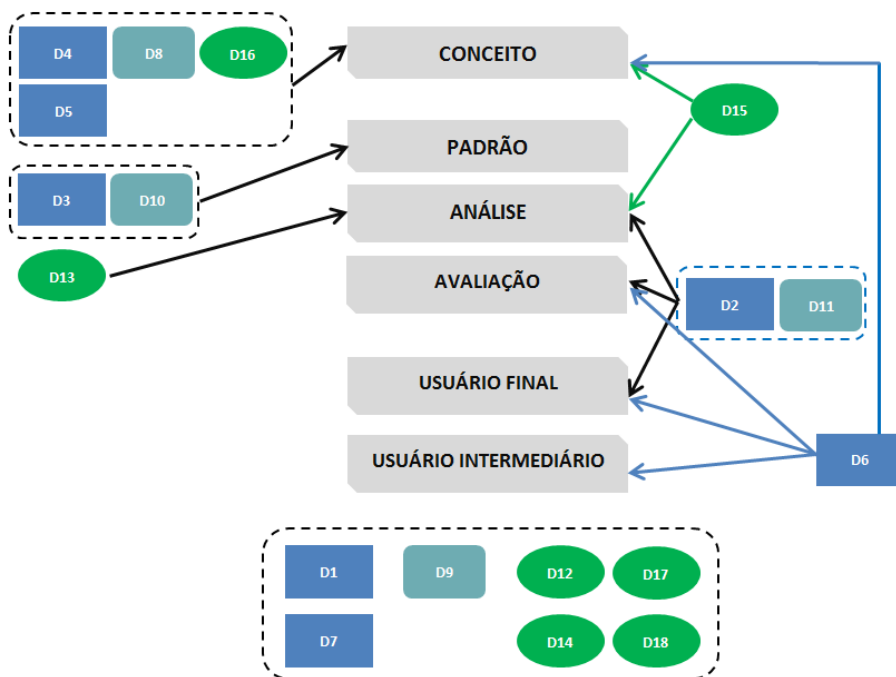 D4
D8
D16
CONCEITO
D5
D15
PADRÃO
D3
D10
ANÁLISE
D13
AVALIAÇÃO
D2
D11
USUÁRIO FINAL
USUÁRIO INTERMEDIÁRIO
D6
D1
D9
D12
D17
D7
D14
D18